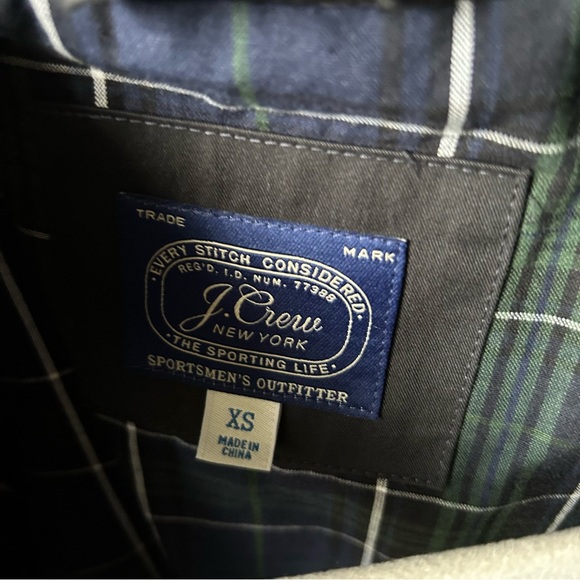 TRADE MARK
EVERY STITCH CONSIDERED
REG'D. I.D. NUM. 77388
J.Crew
NEW YORK
· THE SPORTING LIFE ·
SPORTSMEN'S OUTFITTER
XS
MADE IN
CHINA